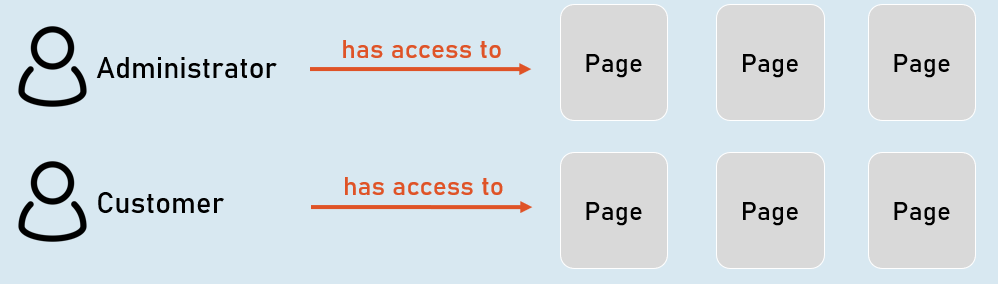 has access to
Administrator
Page Page Page
has access to
Customer
Page Page Page